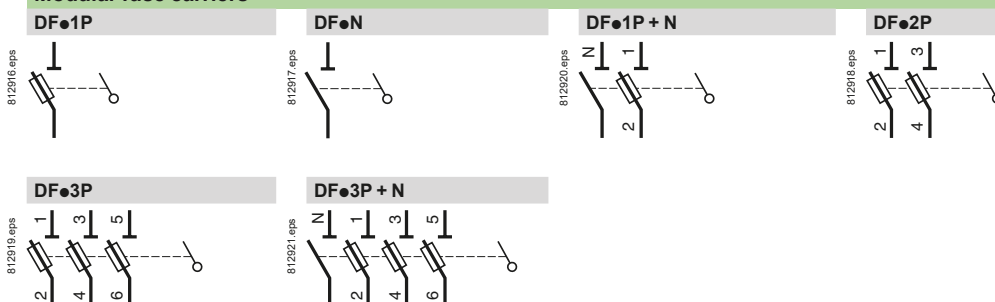 Modular fuse carriers
DF●1P
DF●N
DF●1P + N
DF●2P
812916.eps
812917.eps
812920.eps
N
1
2
812918.eps
1
3
2
4
DF●3P
DF●3P + N
812919.eps
1
3
5
2
4
6
812921.eps
N
1
3
5
2
4
6